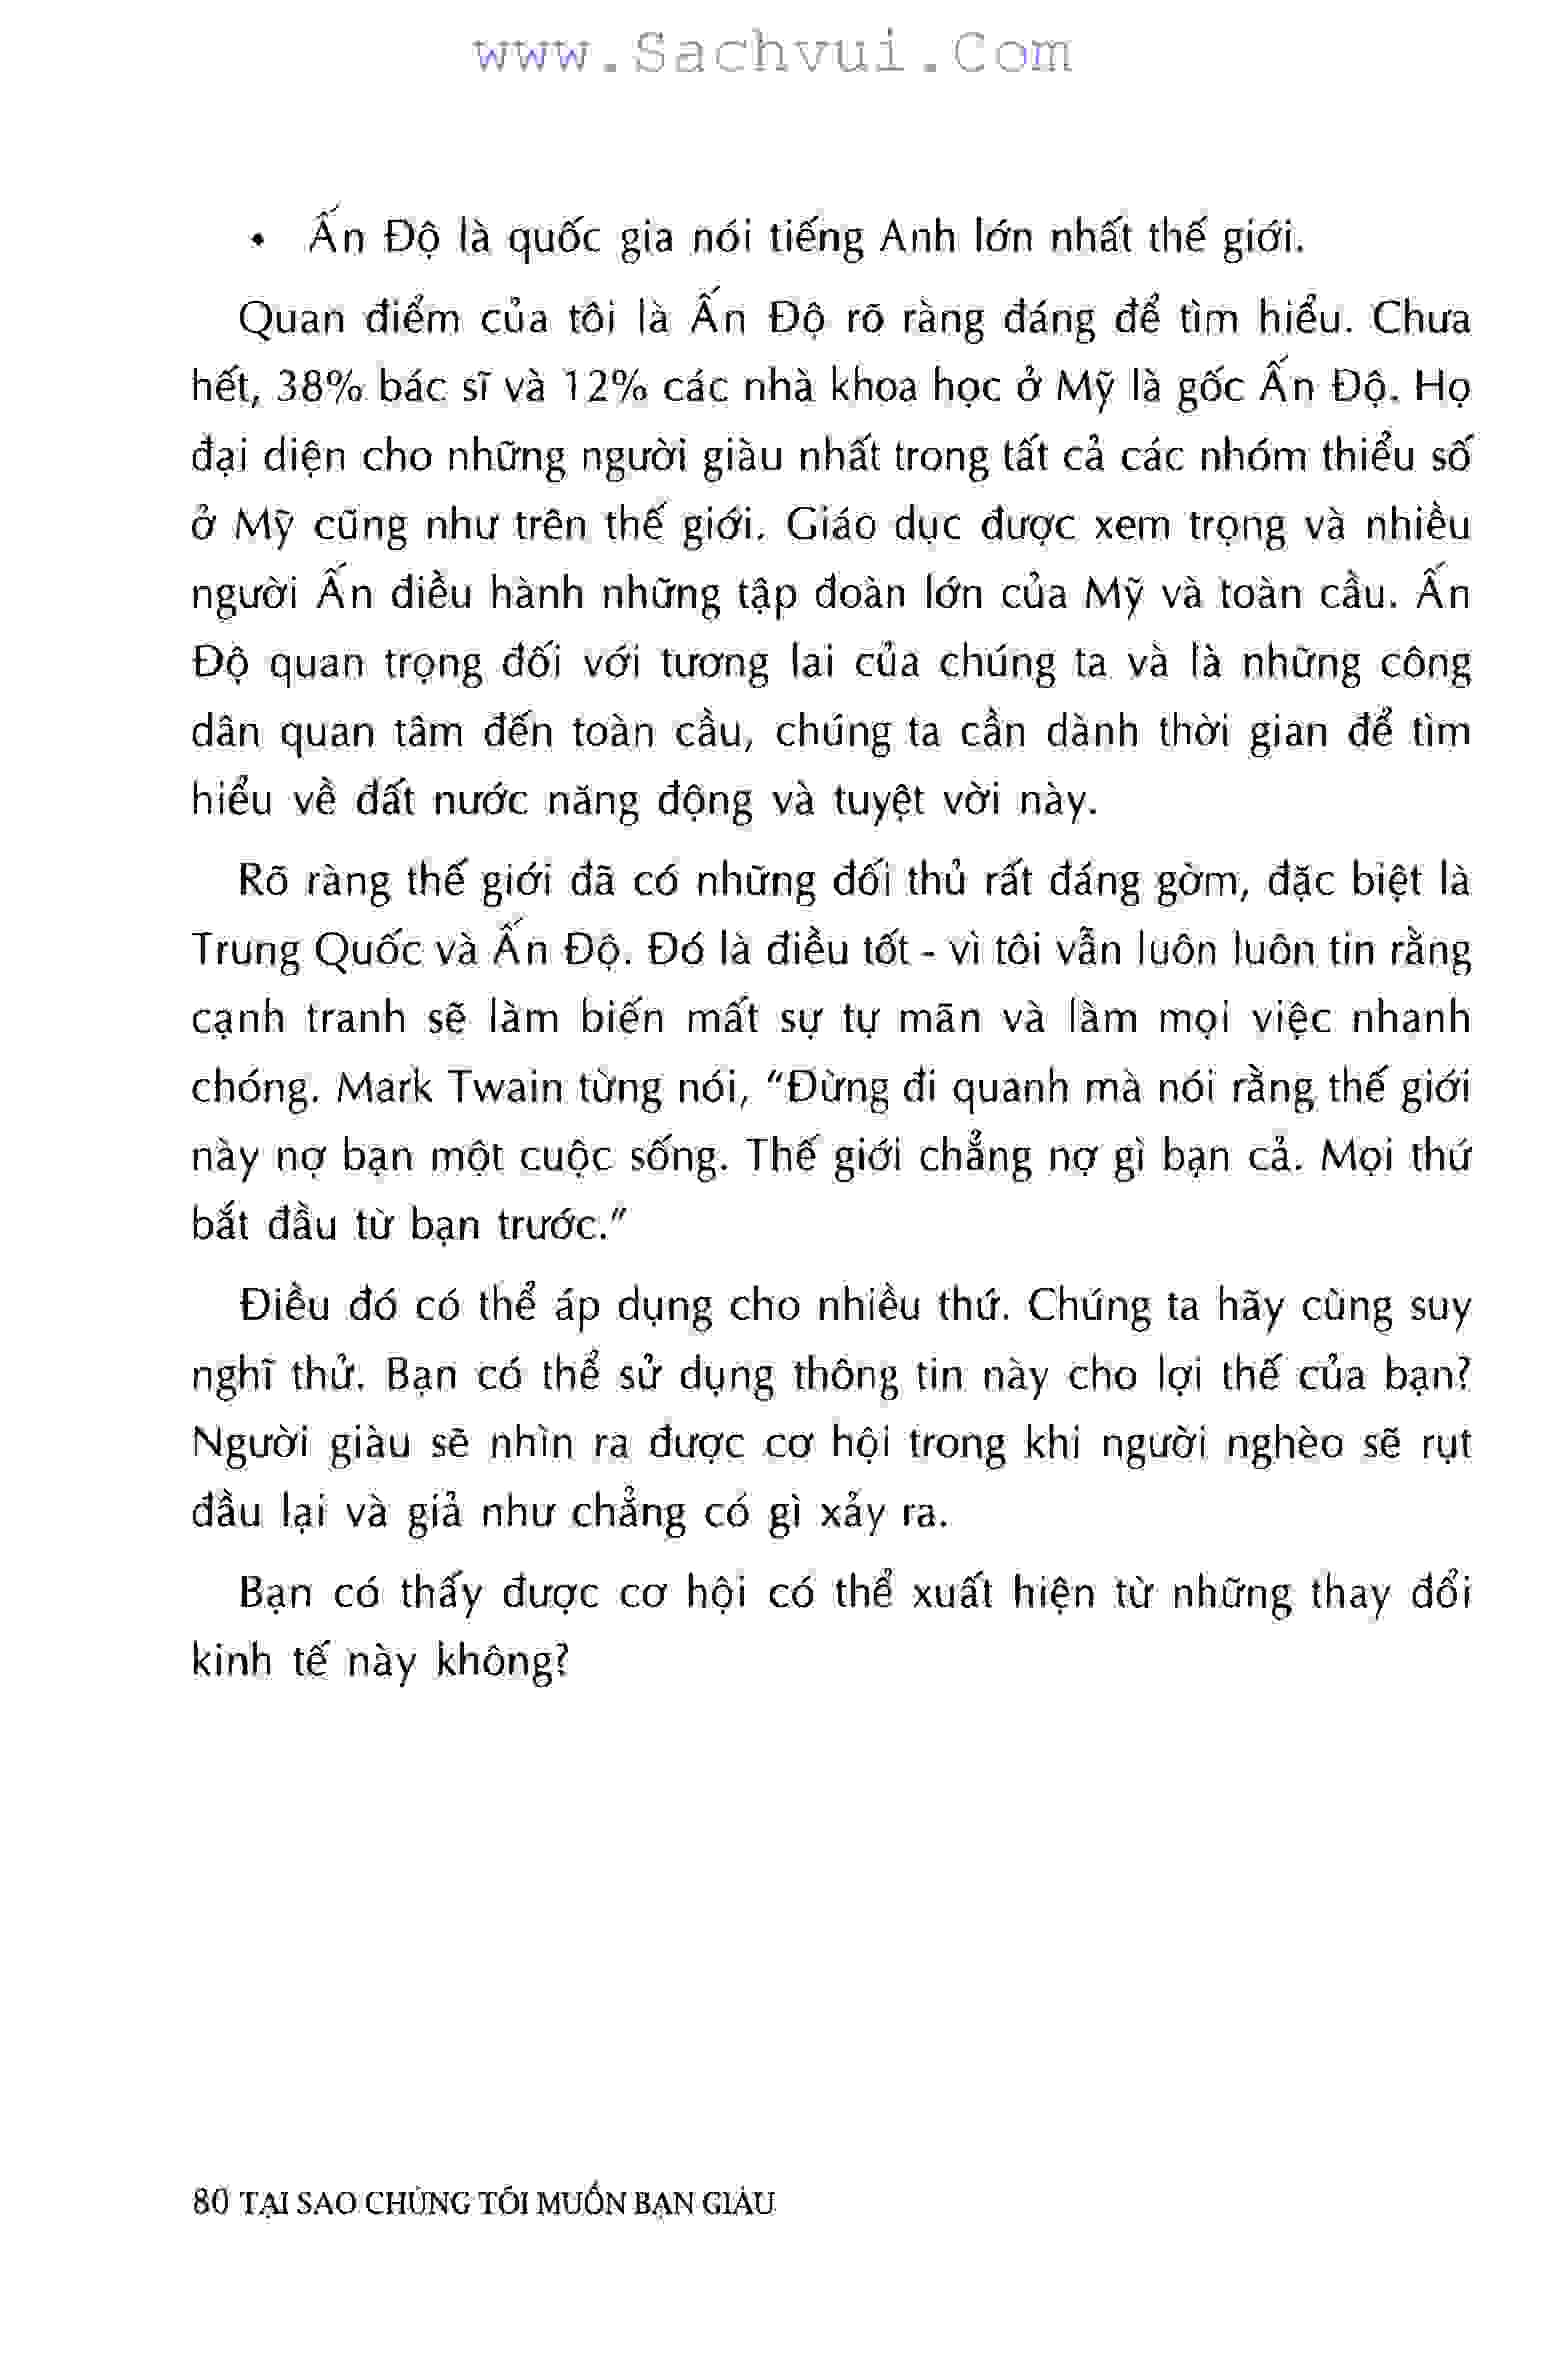 www.Sachvui.Com
• Ấn Độ là quốc gia nói tiếng Anh lớn nhất thế giới.
Quan điểm của tôi là Ấn Độ rõ ràng đáng để tìm hiểu. Chưa
hết, 38% bác sĩ và 12% các nhà khoa học ở Mỹ là gốc Ấn Độ. Họ
đại diện cho những người giàu nhất trong tất cả các nhóm thiểu số
ở Mỹ cũng như trên thế giới. Giáo dục được xem trọng và nhiều
người Ấn điều hành những tập đoàn lớn của Mỹ và toàn cầu. Ấn
Độ quan trọng đối với tương lai của chúng ta và là những công
dân quan tâm đến toàn cầu, chúng ta cần dành thời gian để tìm
hiểu về đất nước năng động và tuyệt vời này.
Rõ ràng thế giới đã có những đối thủ rất đáng gờm, đặc biệt là
Trung Quốc và Ấn Độ. Đó là điều tốt - vì tôi vẫn luôn luôn tin rằng
cạnh tranh sẽ làm biến mất sự tự mãn và làm mọi việc nhanh
chóng. Mark Twain từng nói, "Đừng đi quanh mà nói rằng thế giới
này nợ bạn một cuộc sống. Thế giới chẳng nợ gì bạn cả. Mọi thứ
bắt đầu từ bạn trước."
Điều đó có thể áp dụng cho nhiều thứ. Chúng ta hãy cùng suy
nghĩ thử. Bạn có thể sử dụng thông tin này cho lợi thế của bạn?
Người giàu sẽ nhìn ra được cơ hội trong khi người nghèo sẽ rụt
đầu lại và giả như chẳng có gì xảy ra.
Bạn có thấy được cơ hội có thể xuất hiện từ những thay đổi
kinh tế này không?
80 TẠI SAO CHÚNG TÔI MUỐN BẠN GIÀU